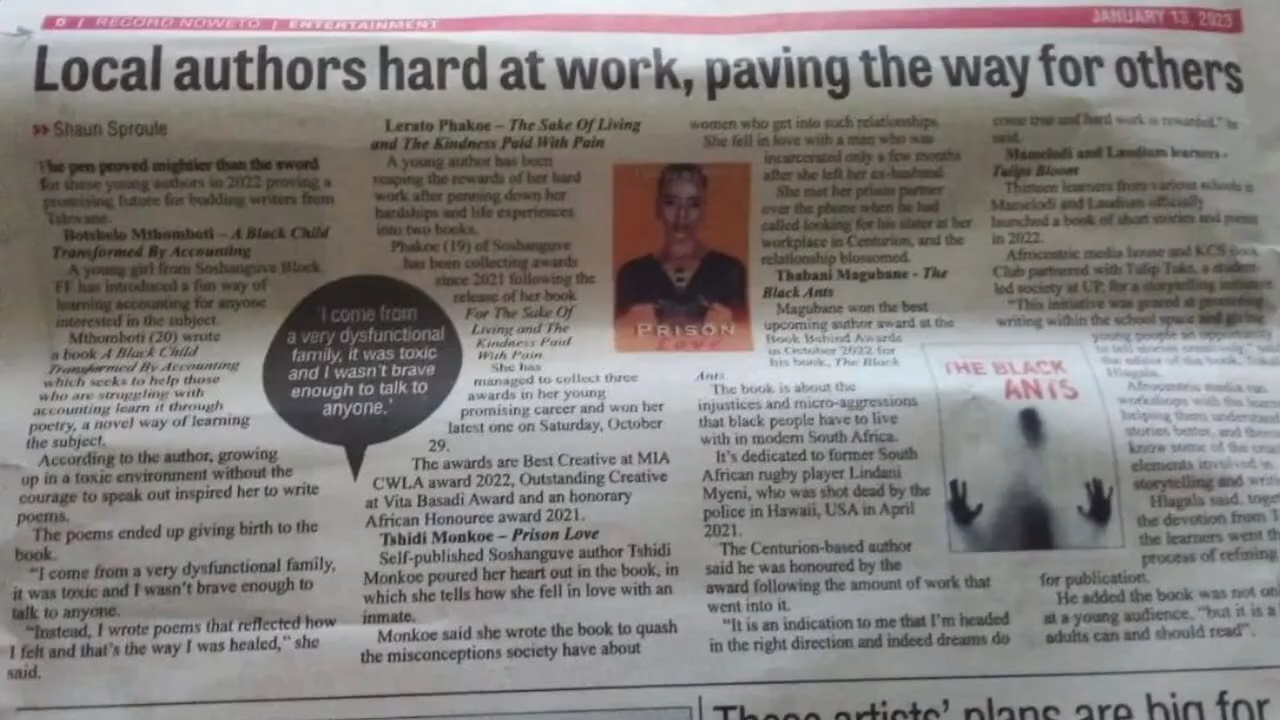 6 | RECORD NOWETO | ENTERTAINMENT
JANUARY 13, 2023
Local authors hard at work, paving the way for others
Shaun Sproule
The pen proved mightier than the sword
for these young authors in 2022 proving a
promising future for budding writers from
Tshwane.
Botshelo Mthomboti – A Black Child
Transformed By Accounting
A young girl from Soshanguve Block
FF has introduced a fun way of
learning accounting for anyone
interested in the subject.
Mthomboti (20) wrote
a book A Black Child
Transformed By Accounting
which seeks to help those
who are struggling with
accounting learn it through
poetry, a novel way of learning
the subject.
According to the author, growing
up in a toxic environment without the
courage to speak out inspired her to write
poems.
The poems ended up giving birth to the
book.
"I come from a very dysfunctional family,
it was toxic and I wasn't brave enough to
talk to anyone.
"Instead, I wrote poems that reflected how
I felt and that's the way I was healed," she
said.
'I come from
a very dysfunctional
family, it was toxic
and I wasn't brave
enough to talk to
anyone.'
Lerato Phakoe – The Sake Of Living
and The Kindness Paid With Pain
A young author has been
reaping the rewards of her hard
work after penning down her
hardships and life experiences
into two books.
Phakoe (19) of Soshanguve
has been collecting awards
since 2021 following the
release of her book
For The Sake Of
Living and The
Kindness Paid
With Pain.
She has
managed to collect three
awards in her young
promising career and won her
latest one on Saturday, October
29.
The awards are Best Creative at MIA
CWLA award 2022, Outstanding Creative
at Vita Basadi Award and an honorary
African Honouree award 2021.
Tshidi Monkoe – Prison Love
Self-published Soshanguve author Tshidi
Monkoe poured her heart out in the book, in
which she tells how she fell in love with an
inmate.
Monkoe said she wrote the book to quash
the misconceptions society have about
women who get into such relationships.
She fell in love with a man who was
incarcerated only a few months
after she left her ex-husband.
She met her prison partner
over the phone when he had
called looking for his sister at her
workplace in Centurion, and the
relationship blossomed.
PRISON
Love
Thabani Magubane - The
Black Ants
Magubane won the best
upcoming author award at the
Book Behind Awards
in October 2022 for
his book, The Black
Ants.
The book is about the
injustices and micro-aggressions
that black people have to live
with in modern South Africa.
It's dedicated to former South
African rugby player Lindani
Myeni, who was shot dead by the
police in Hawaii, USA in April
2021.
The Centurion-based author
said he was honoured by the
award following the amount of work that
went into it.
"It is an indication to me that I'm headed
in the right direction and indeed dreams do
come true and hard work is rewarded," he
said.
Mamelodi and Laudium learners -
Tulips Bloom
Thirteen learners from various schools in
Mamelodi and Laudium officially
launched a book of short stories and poems
in 2022.
Afrocentric media house and KCS Book
Club partnered with Tulip Tuks, a student-
led society at UP, for a storytelling
"This initiative was geared at
writing within the school space and giving
young people an
Hlagala.
Afrocentric media ran
workshops with the
helping them understand
stories better, and
know some of the
elements involved in
storytelling and
Hlagala said,
the devotion from
the learners went
process of refining
for publication.
He added the book was not
at a young audience, "but it is a
adults can and should read".
THE BLACK
ANTS
These artists' plans are big for